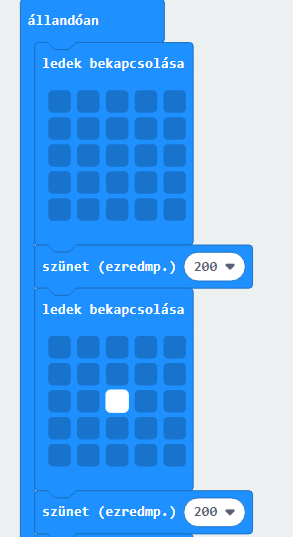 állandóan
ledek bekapcsolása
szünet (ezredmp.) 200
ledek bekapcsolása
szünet (ezredmp.) 200